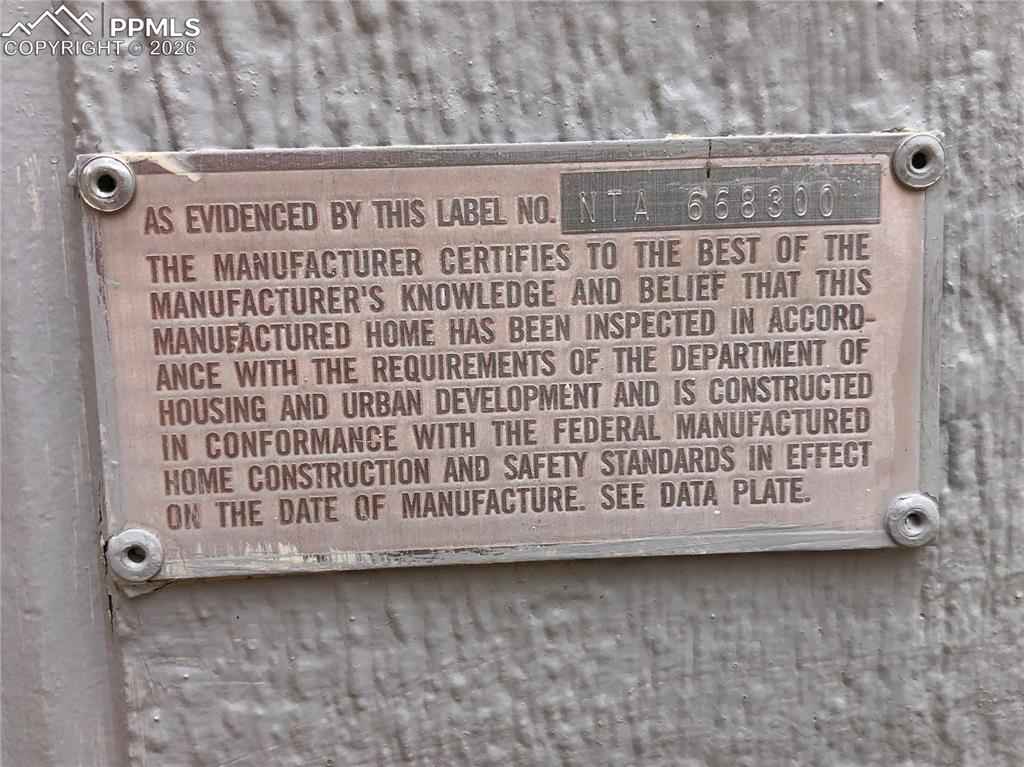 PPMLS
COPYRIGHT © 2026
AS EVIDENCED BY THIS LABEL NO. NTA 668300
THE MANUFACTURER CERTIFIES TO THE BEST OF THE
MANUFACTURER'S KNOWLEDGE AND BELIEF THAT THIS
MANUFACTURED HOME HAS BEEN INSPECTED IN ACCORD-
ANCE WITH THE REQUIREMENTS OF THE DEPARTMENT OF
HOUSING AND URBAN DEVELOPMENT AND IS CONSTRUCTED
IN CONFORMANCE WITH THE FEDERAL MANUFACTURED
HOME CONSTRUCTION AND SAFETY STANDARDS IN EFFECT
ON THE DATE OF MANUFACTURE. SEE DATA PLATE.